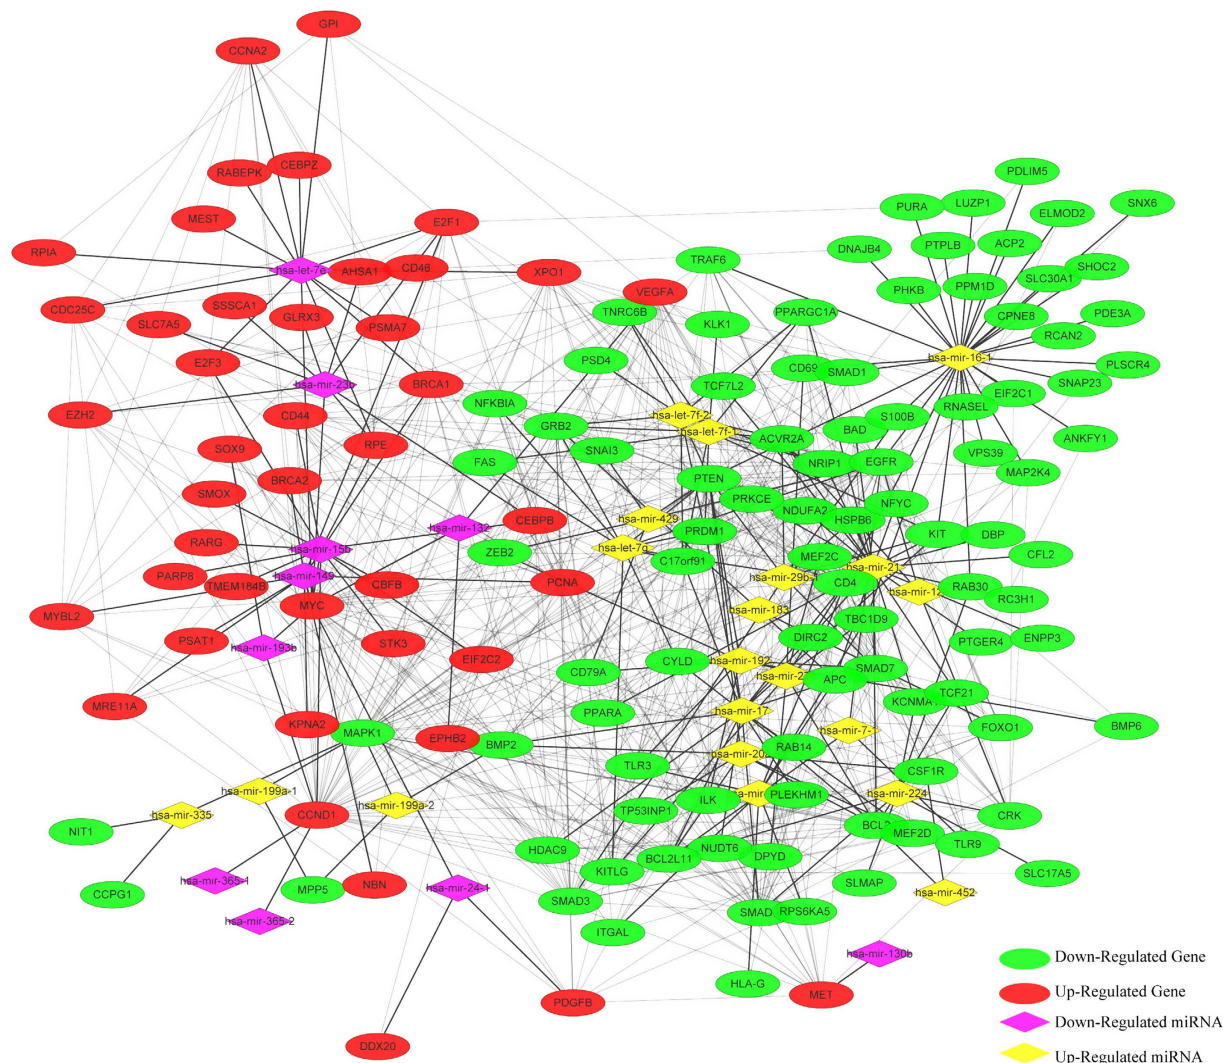 GPI
CCNA2
CEBPZ
RABEPK
PDLIM5
LUZP1
SNX6
PURA
ELMOD2
MEST
E2F1
PTPLB
ACP2
DNAJB4
RPIA
TRAF6
hsa-let-7e
AHSA1
CD46
XPO1
SHOC2
SLC30A1
PHKB
PPM1D
VEGFA
CDC25C
SSSCA1
GLRX3
TNRC6B
PPARGC1A
CPNE8
PDE3A
SLC7A5
PSMA7
KLK1
RCAN2
E2F3
PSD4
hsa-mir-16-1
PLSCR4
CD69
SMAD1
hsa-mir-23b
BRCA1
TCF7L2
SNAP23
NFKBIA
EIF2C1
EZH2
CD44
hsa-let-7f-2
S100B
RNASEL
GRB2
hsa-let-7f-1
BAD
ANKFY1
SOX9
RPE
SNAI3
ACVR2A
FAS
NRIP1
EGFR
VPS39
MAP2K4
BRCA2
PTEN
SMOX
PRKCE
NDUFA2
NFYC
hsa-mir-132
CEBPB
hsa-mir-429
HSPB6
RARG
PRDM1
KIT
DBP
hsa-mir-15b
ZEB2
hsa-let-7g
CFL2
PARP8
hsa-mir-149
C17orf91
MEF2C
hsa-mir-21
TMEM184B
CBFB
PCNA
hsa-mir-29b-1
CD4
RAB30
RC3H1
MYBL2
MYC
hsa-mir-183
TBC1D9
PSAT1
STK3
DIRC2
PTGER4
ENPP3
hsa-mir-193b
EIF2C2
CYLD
hsa-mir-192
CD79A
APC
SMAD7
MRE11A
PPARA
hsa-mir-17
TCF21
KPNA2
MAPK1
EPHB2
BMP2
hsa-mir-7-
FOXO1
BMP6
RAB14
TLR3
CSF1R
hsa-mir-199a-1
hsa-mir-199a-2
PLEKHM1
hsa-mir-224
hsa-mir-335
CCND1
TP53INP1
ILK
CRK
NIT1
MEF2D
TLR9
HDAC9
NUDT6
DPYD
BCL2L11
SLC17A5
hsa-mir-365-1
NBN
KITLG
SLMAP
CCPG1
MPP5
hsa-mir-24-1
SMAD3
hsa-mir-452
RPS6KA5
hsa-mir-365-2
ITGAL
hsa-mir-130b
Down-Regulated Gene
HLA-G
MET
Up-Regulated Gene
PDGFB
Down-Regulated miRNA
DDX20
Up-Regulated miRNA